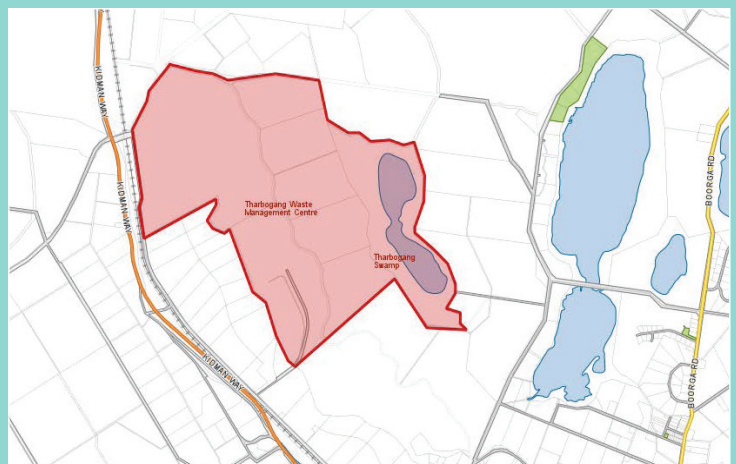 KIDMAN WAY
KIDMAN WAY
Tharbogang Waste
Management Centre
Tharbogang
Swamp
KIDMAN WAY
BOORGA RD
BOORGA RD